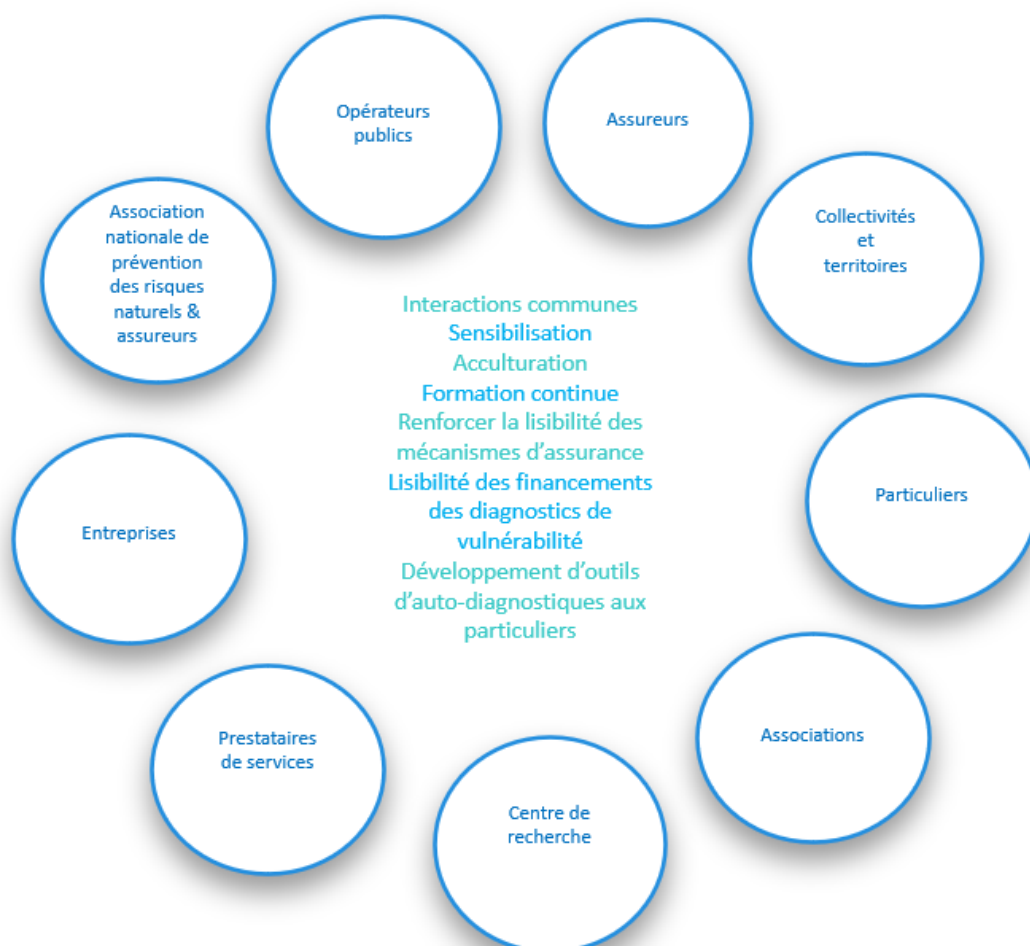 Opérateurs
publics
Assureurs
Association
nationale de
prévention
des risques
naturels &
assureurs
Collectivités
et
territoires
Interactions communes
Sensibilisation
Acculturation
Formation continue
Renforcer la lisibilité des
mécanismes d'assurance
Lisibilité des financements
des diagnostics de
vulnérabilité
Développement d'outils
d'auto-diagnostiques aux
particuliers
Particuliers
Entreprises
Prestataires
de services
Associations
Centre de
recherche